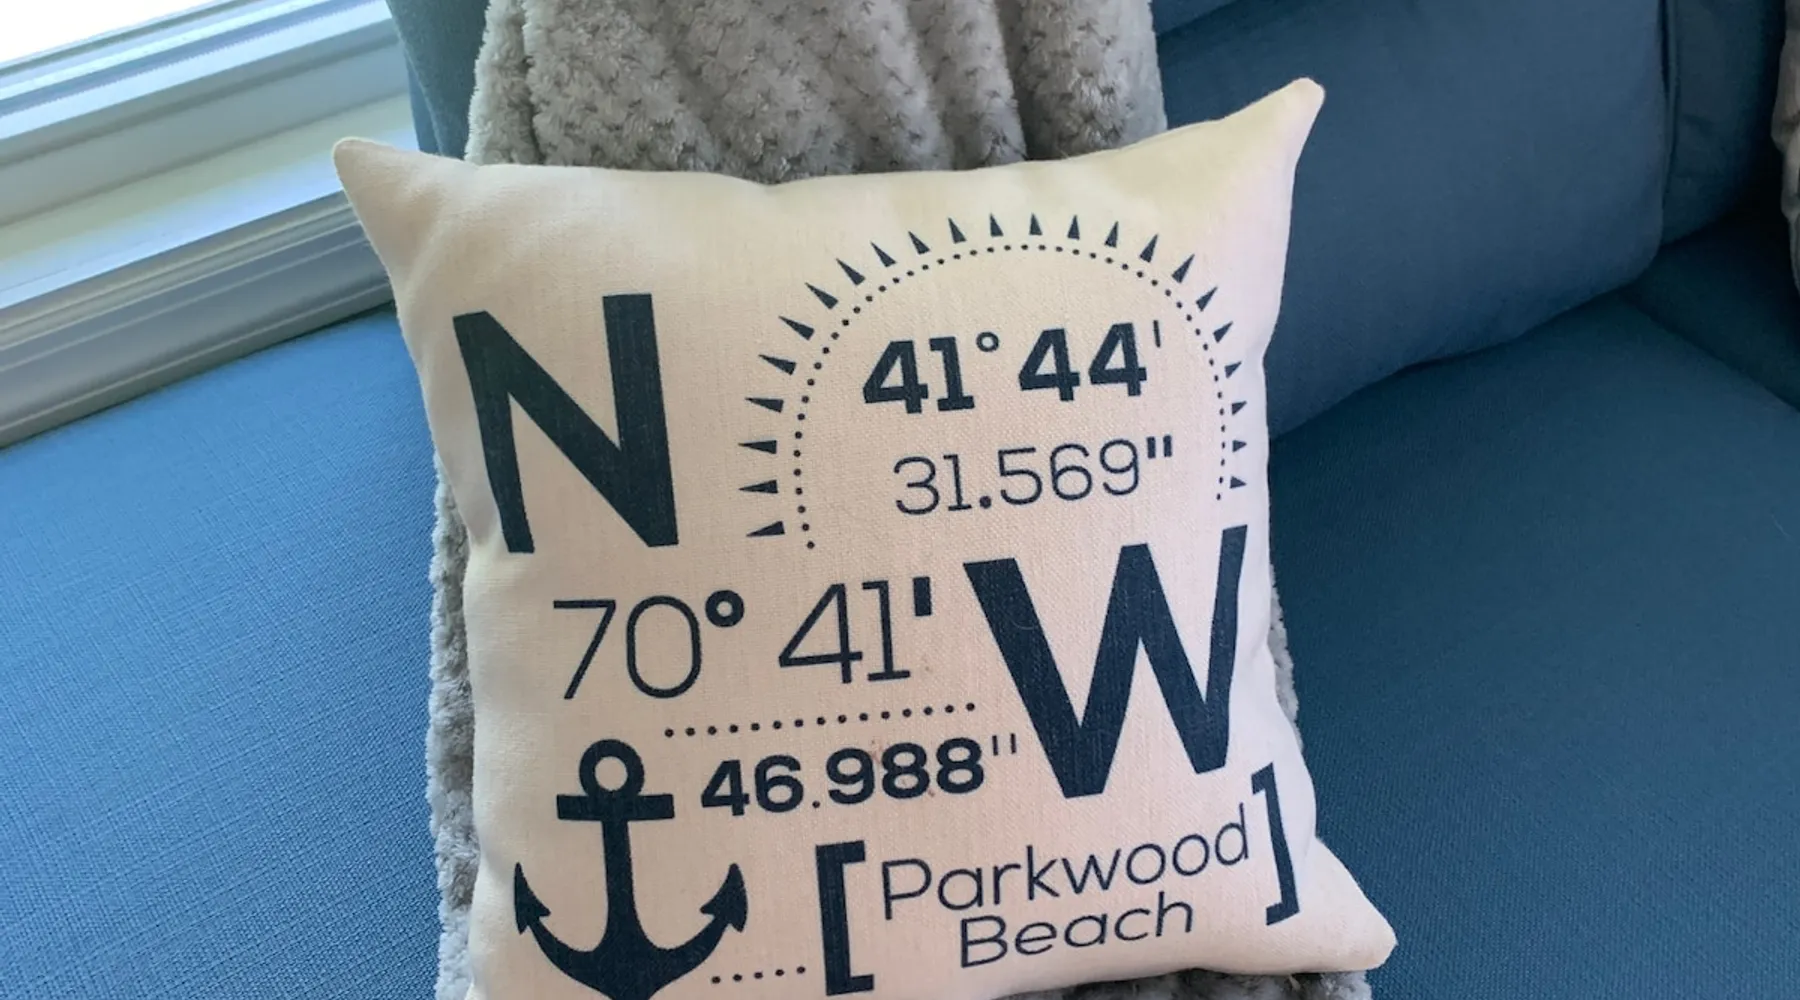 N 41° 44'
31.569"
70° 41' W
46.988"
[Parkwood
Beach]